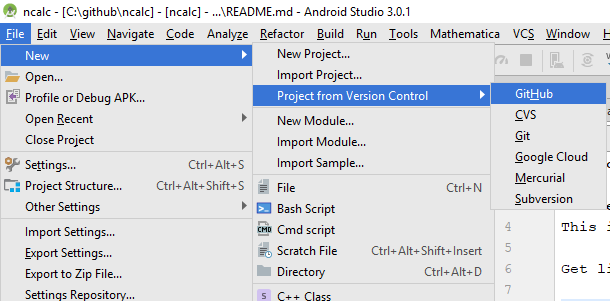 ncalc - [C:\github\ncalc] - [ncalc] - ...\README.md - Android Studio 3.0.1
File Edit View Navigate Code Analyze Refactor Build Run Tools Mathematica VCS Window Help
New
Open...
Profile or Debug APK...
Open Recent
Close Project
Settings... Ctrl+Alt+S
Project Structure... Ctrl+Alt+Shift+S
Other Settings
Import Settings...
Export Settings...
Export to Zip File...
Settings Repository...
New Project...
Import Project...
Project from Version Control
New Module...
Import Module...
Import Sample...
File Ctrl+N
Bash Script
CMD Cmd script
Scratch File Ctrl+Alt+Shift+Insert
Directory Ctrl+Alt+D
S C++ Class
GitHub
CVS
Git
Google Cloud
Mercurial
Subversion
4 This
5
6 Get
7